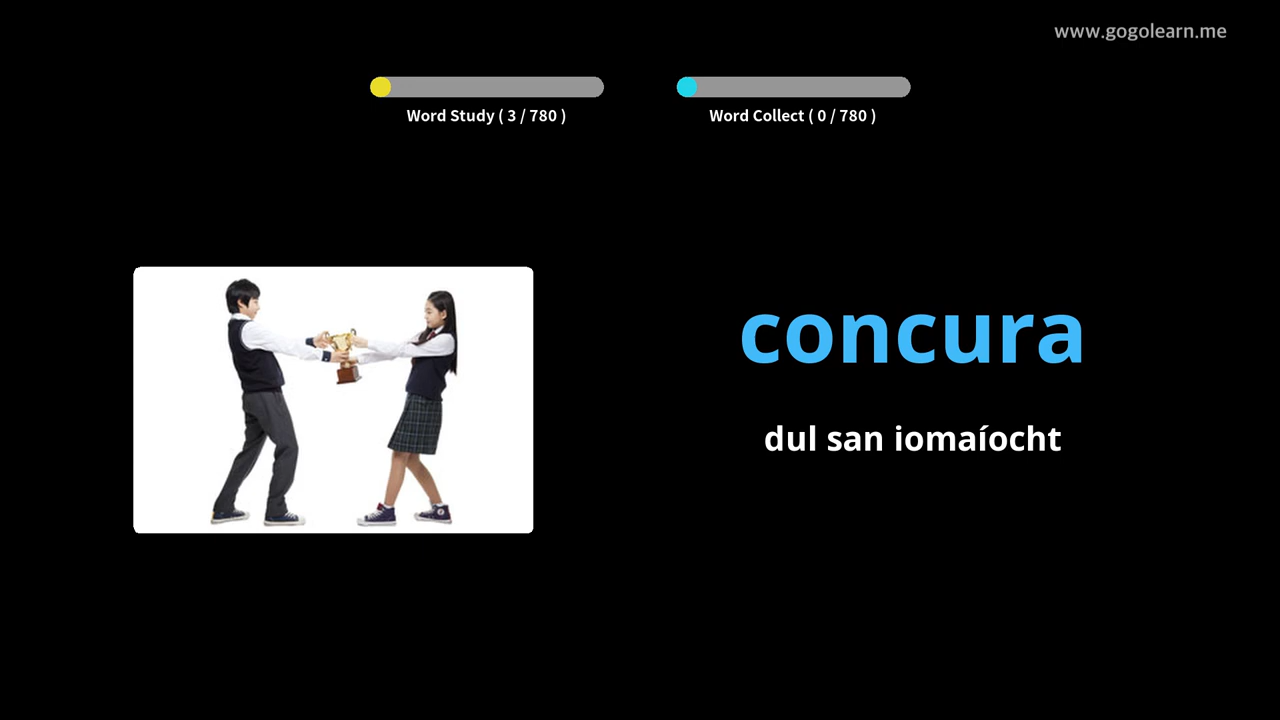 www.gogolearn.me
Word Study ( 3 / 780 )
Word Collect ( 0 / 780 )
concura
dul san iomaíocht